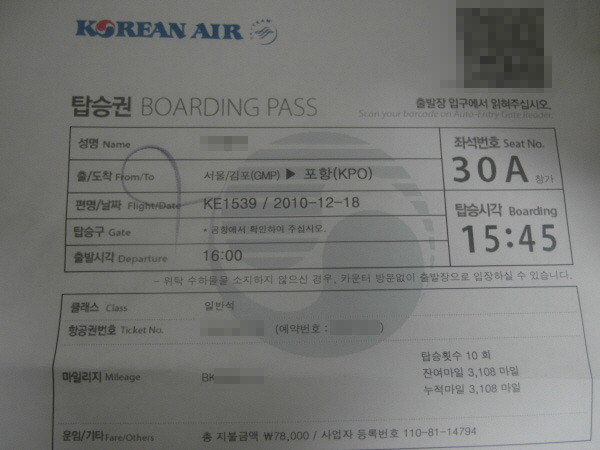 KOREAN AIR
탑승권 BOARDING PASS
출발장 입구에서 읽혀주십시오.
Scan your barcode on Auto-Entry Gate Reader
성명 Name
좌석번호 Seat No.
30A 창가
출/도착 From/To 서울/김포(GMP) ▶ 포항(KPO)
편명/날짜 Flight/Date KE1539 / 2010-12-18
탑승시각 Boarding
15:45
탑승구 Gate * 공항에서 확인하여 주십시오.
출발시각 Departure 16:00
- 위탁 수하물을 소지하지 않으신 경우, 카운터 방문없이 출발장으로 입장하실 수 있습니다.
클래스 Class 일반석
항공권번호 Ticket No. (예약번호 : )
마일리지 Mileage BK
탑승횟수 10 회
잔여마일 3,108 마일
누적마일 3,108 마일
운임/기타 Fare/Others 총 지불금액 ₩78,000 / 사업자 등록번호 110-81-14794